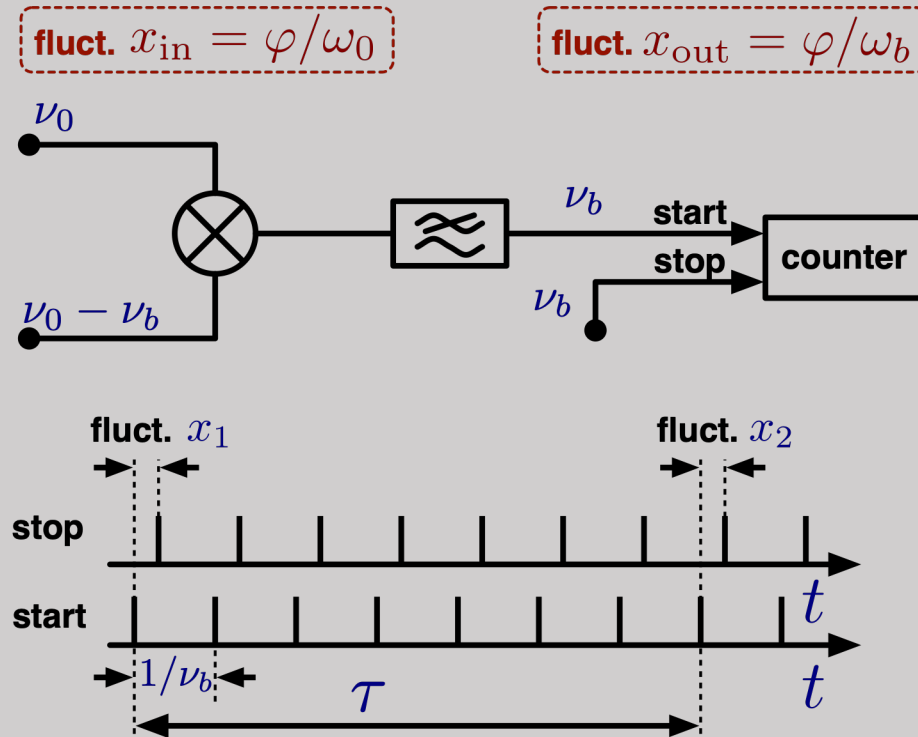 fluct. x_in = φ/ω_0
fluct. x_out = φ/ω_b
ν_0
ν_0 − ν_b
ν_b
start
stop
counter
ν_b
fluct. x_1
fluct. x_2
stop
t
start
1/ν_b
τ
t